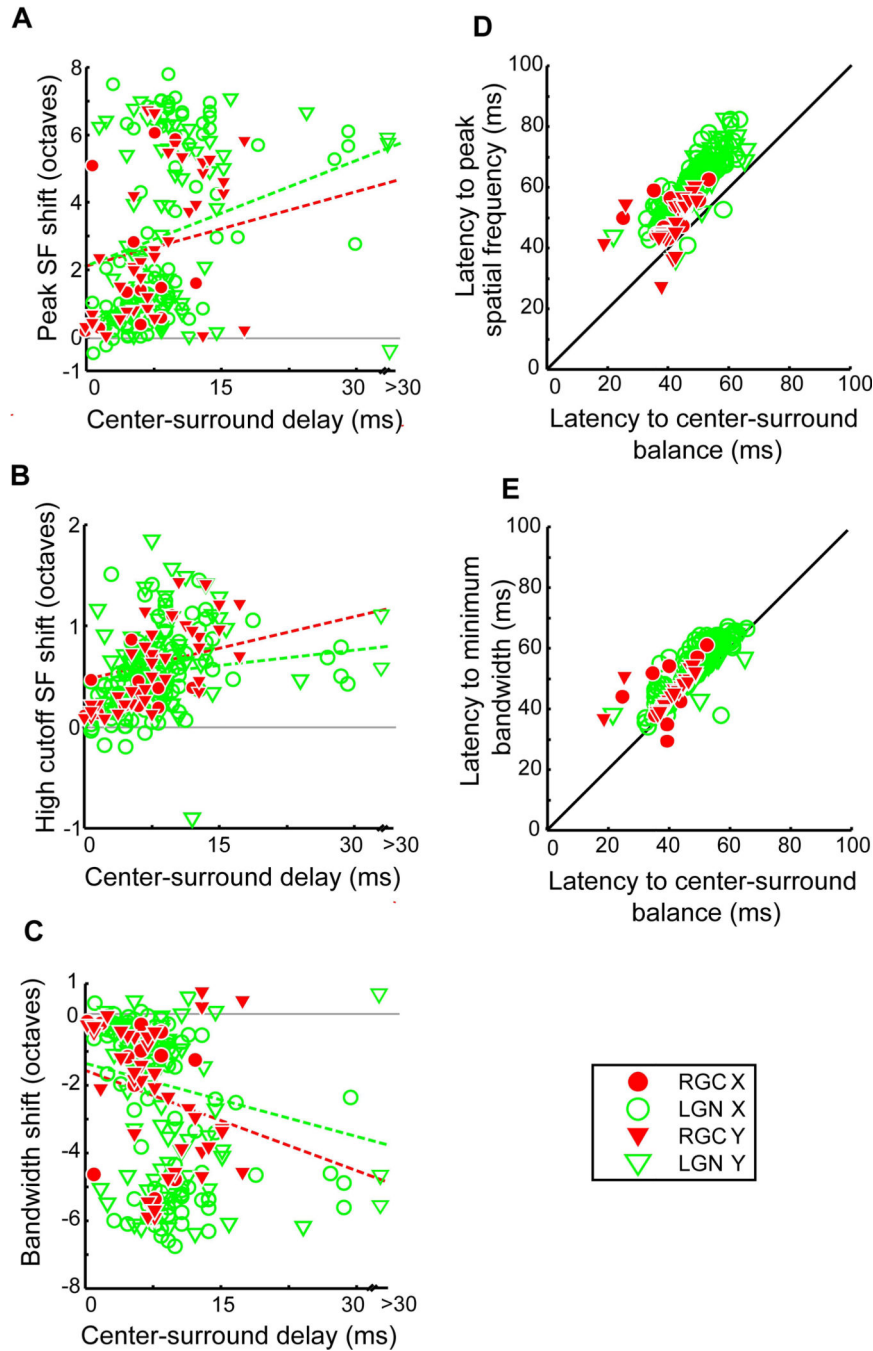 A
Peak SF shift (octaves)
8
6
4
2
0
-1
0
15
30
>30
Center-surround delay (ms)
B
High cutoff SF shift (octaves)
2
1
0
-1
0
15
30
>30
Center-surround delay (ms)
C
Bandwidth shift (octaves)
1
0
-2
-4
-6
-8
0
15
30
>30
Center-surround delay (ms)
D
Latency to peak
spatial frequency (ms)
100
80
60
40
20
0
0
20
40
60
80
100
Latency to center-surround
balance (ms)
E
Latency to minimum
bandwidth (ms)
100
80
60
40
20
0
0
20
40
60
80
100
Latency to center-surround
balance (ms)
RGC X
LGN X
RGC Y
LGN Y